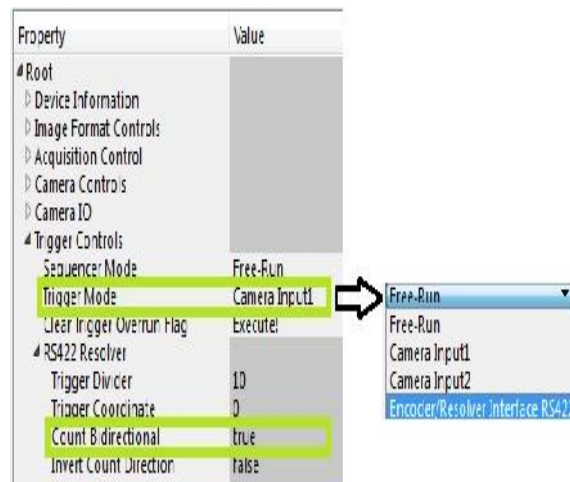 Property Value
Root
Device Information
Image Format Controls
Acquisition Control
Camera Controls
Camera IO
Trigger Controls
Sequencer Mode Free-Run
Trigger Mode Camera Input1
Clear Trigger Overrun Flag Execute!
RS422 Resolver
Trigger Divider 10
Trigger Coordinate 0
Count Bidirectional true
Invert Count Direction false
Free-Run
Free-Run
Camera Input1
Camera Input2
Encoder/Resolver Interface RS422